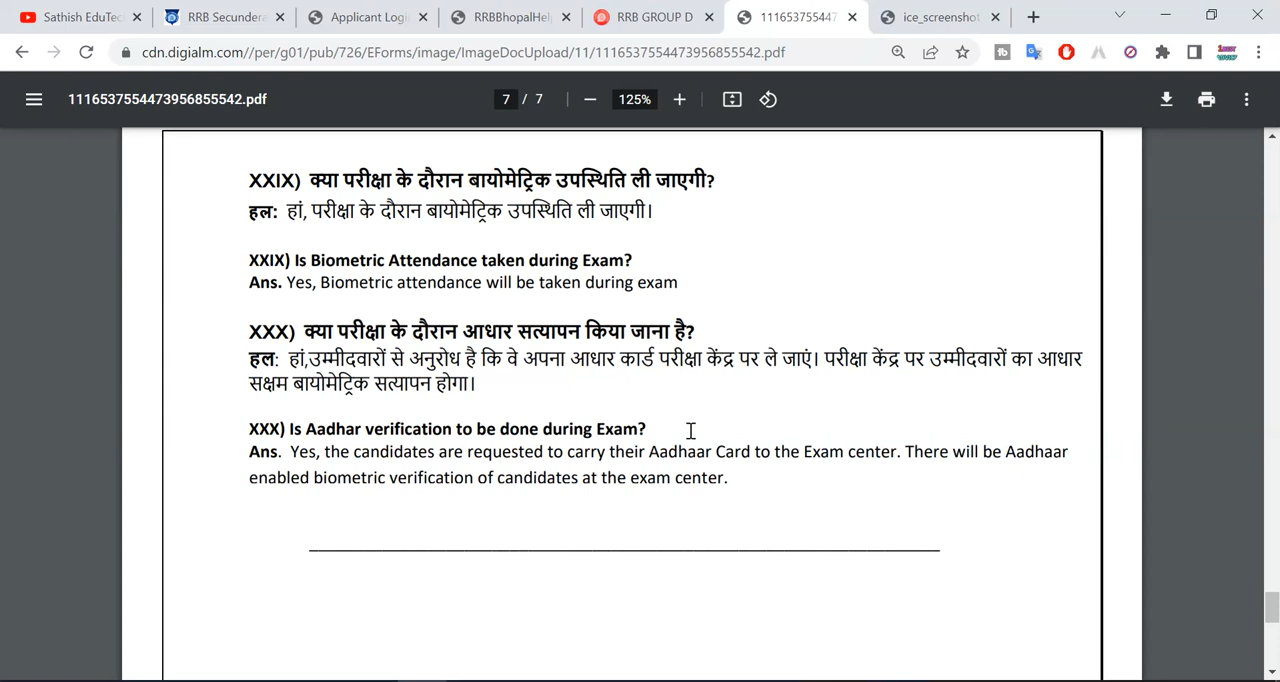 Sathish EduTec
RRB Secundera
Applicant Logi
RRBBhopalHel
RRB GROUP D
1116537554473
ice_screenshot
cdn.digialm.com//per/g01/pub/726/EForms/image/ImageDocUpload/11/1116537554473956855542.pdf
1116537554473956855542.pdf
7 / 7
125%
XXIX) क्या परीक्षा के दौरान बायोमेट्रिक उपस्थिति ली जाएगी?
हल: हां, परीक्षा के दौरान बायोमेट्रिक उपस्थिति ली जाएगी।
XXIX) Is Biometric Attendance taken during Exam?
Ans. Yes, Biometric attendance will be taken during exam
XXX) क्या परीक्षा के दौरान आधार सत्यापन किया जाना है?
हल: हां,उम्मीदवारों से अनुरोध है कि वे अपना आधार कार्ड परीक्षा केंद्र पर ले जाएं। परीक्षा केंद्र पर उम्मीदवारों का आधार
सक्षम बायोमेट्रिक सत्यापन होगा।
XXX) Is Aadhar verification to be done during Exam?
Ans. Yes, the candidates are requested to carry their Aadhaar Card to the Exam center. There will be Aadhaar
enabled biometric verification of candidates at the exam center.